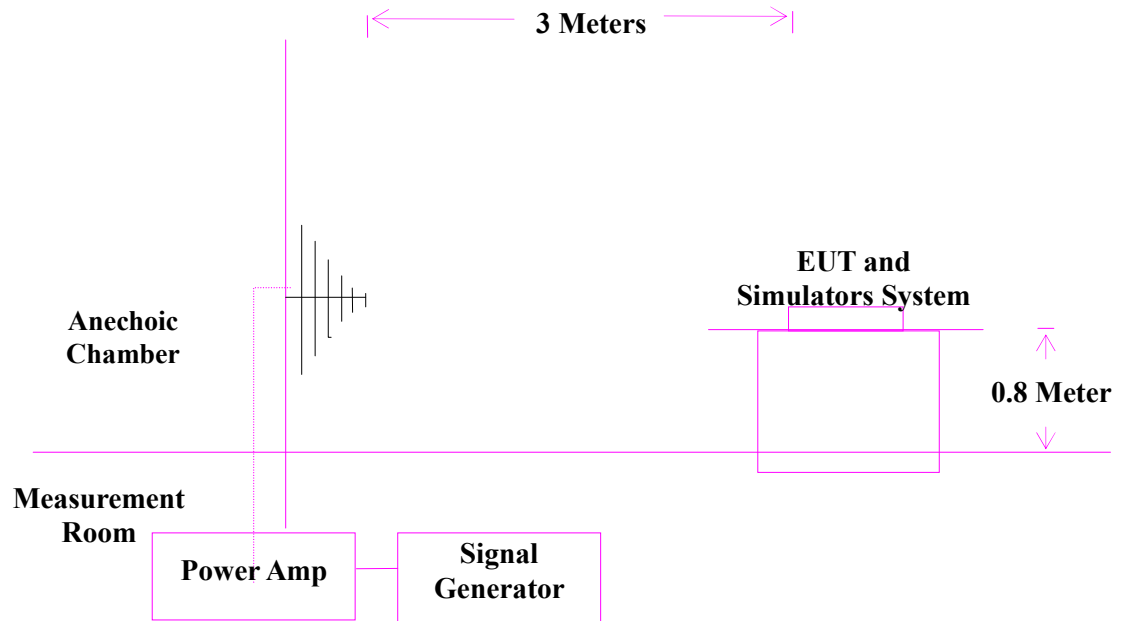 3 Meters
EUT and
Simulators System
Anechoic
Chamber
0.8 Meter
Measurement
Room
Power Amp
Signal
Generator